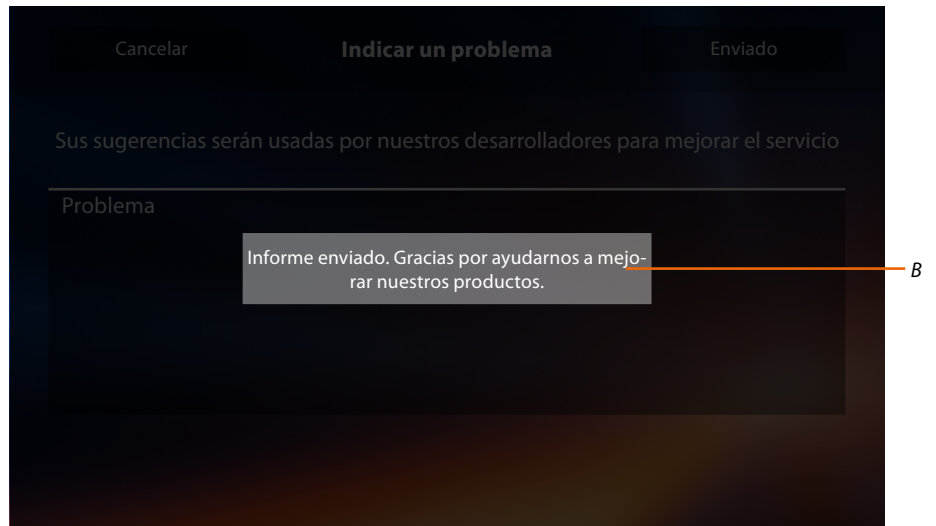 Cancelar Indicar un problema Enviado
Sus sugerencias serán usadas por nuestros desarrolladores para mejorar el servicio
Problema
Informe enviado. Gracias por ayudarnos a mejo-
rar nuestros productos.
B